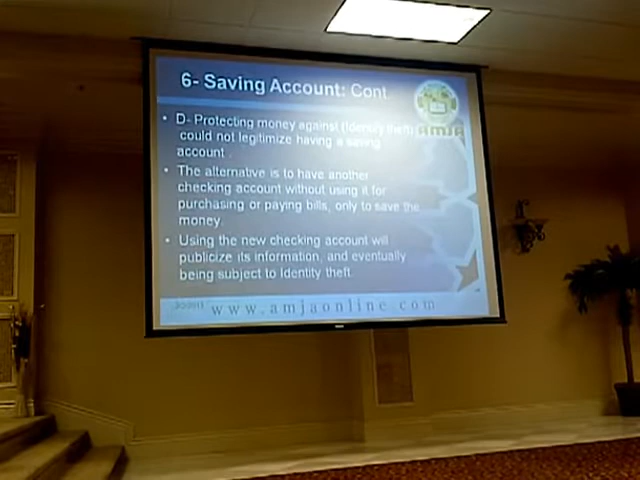 6- Saving Account: Cont.
• D- Protecting money against (Identity theft)
could not legitimize having a saving
account .
• The alternative is to have another
checking account without using it for
purchasing or paying bills, only to save the
money.
• Using the new checking account will
publicize its information, and eventually
being subject to Identity theft.
AMJA
www.amjaonline.com